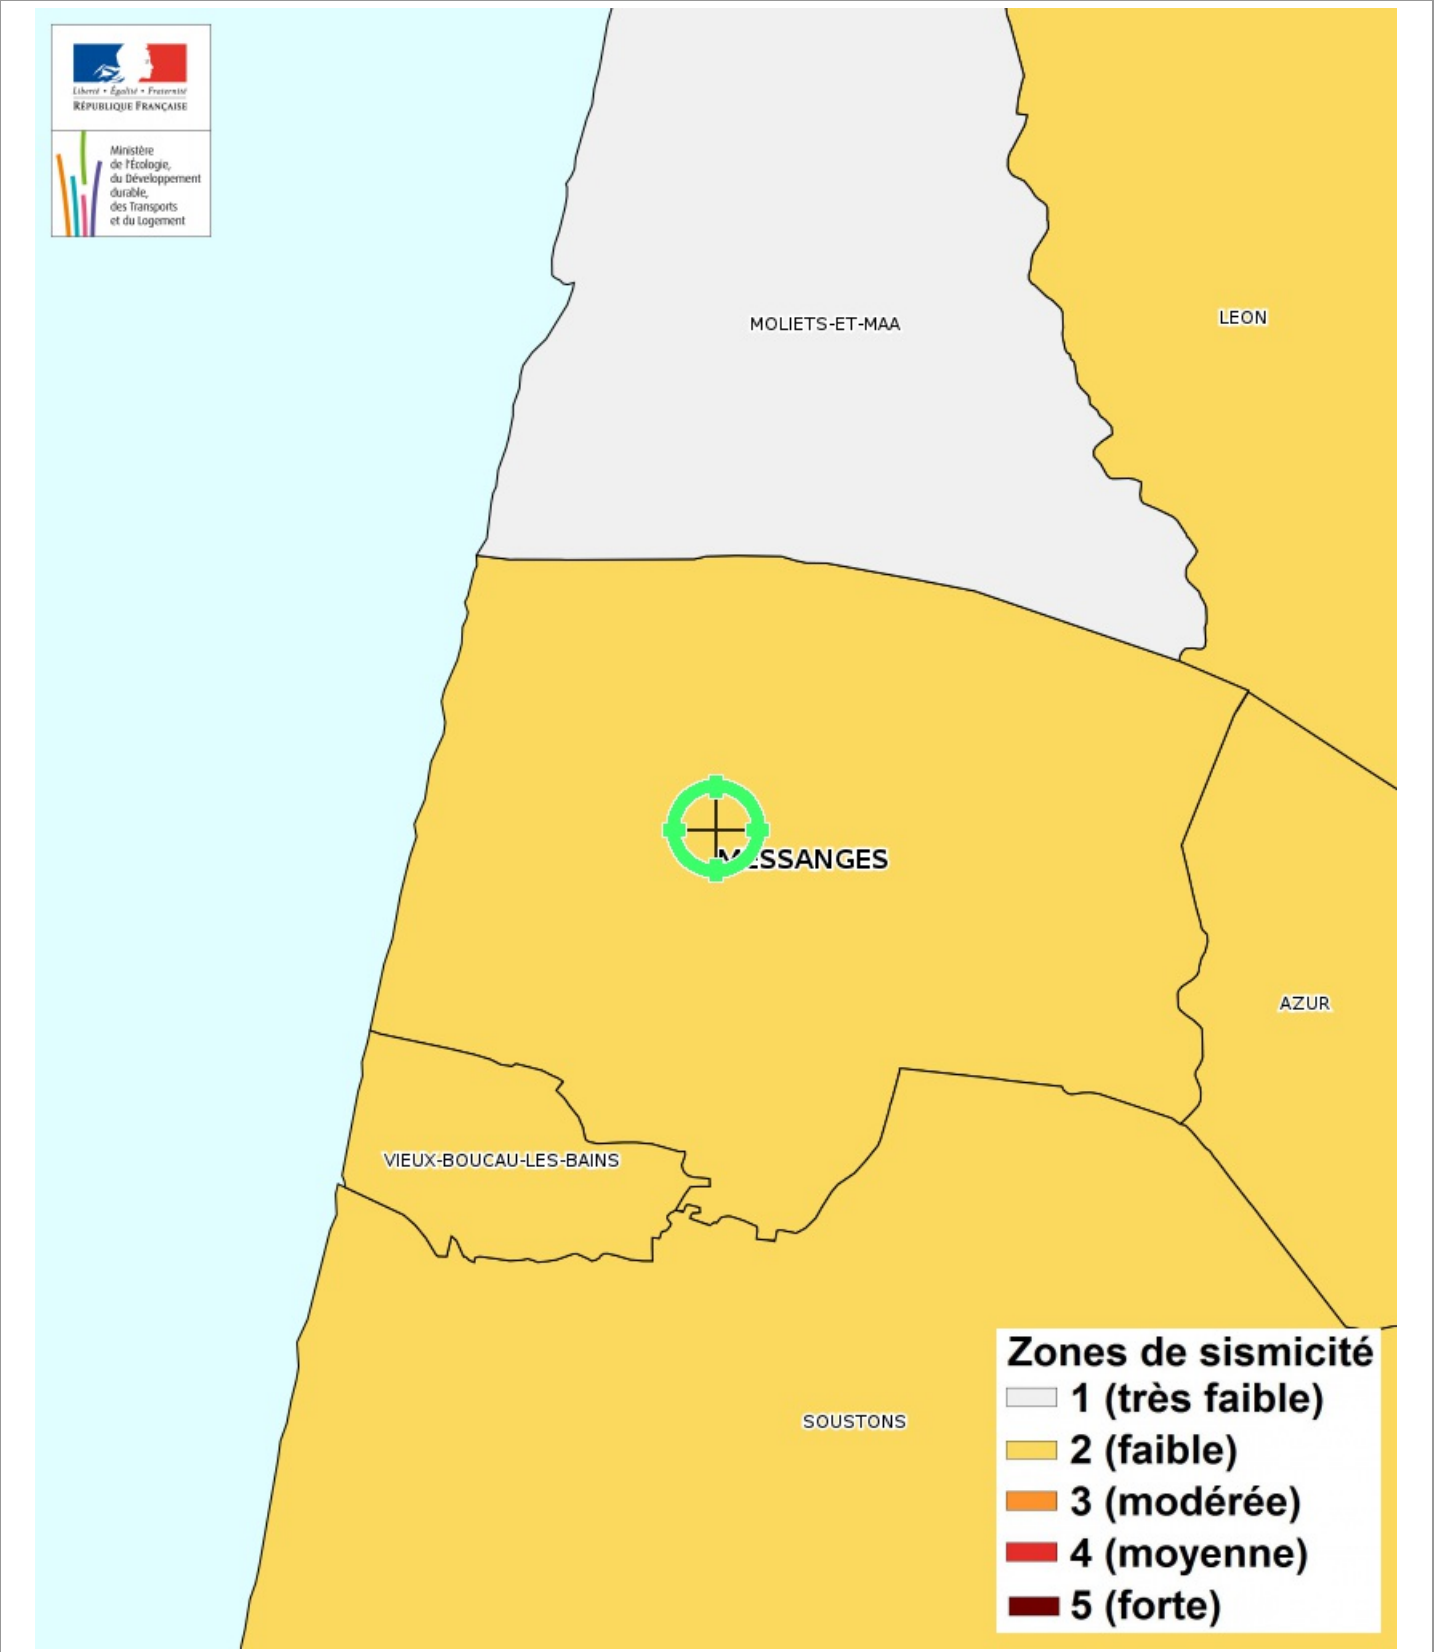 Liberté • Égalité • Fraternité
RÉPUBLIQUE FRANÇAISE
Ministère
de l'Écologie,
du Développement
durable,
des Transports
et du Logement
MOLIETS-ET-MAA
LEON
MESSANGES
AZUR
VIEUX-BOUCAU-LES-BAINS
SOUSTONS
Zones de sismicité
1 (très faible)
2 (faible)
3 (modérée)
4 (moyenne)
5 (forte)